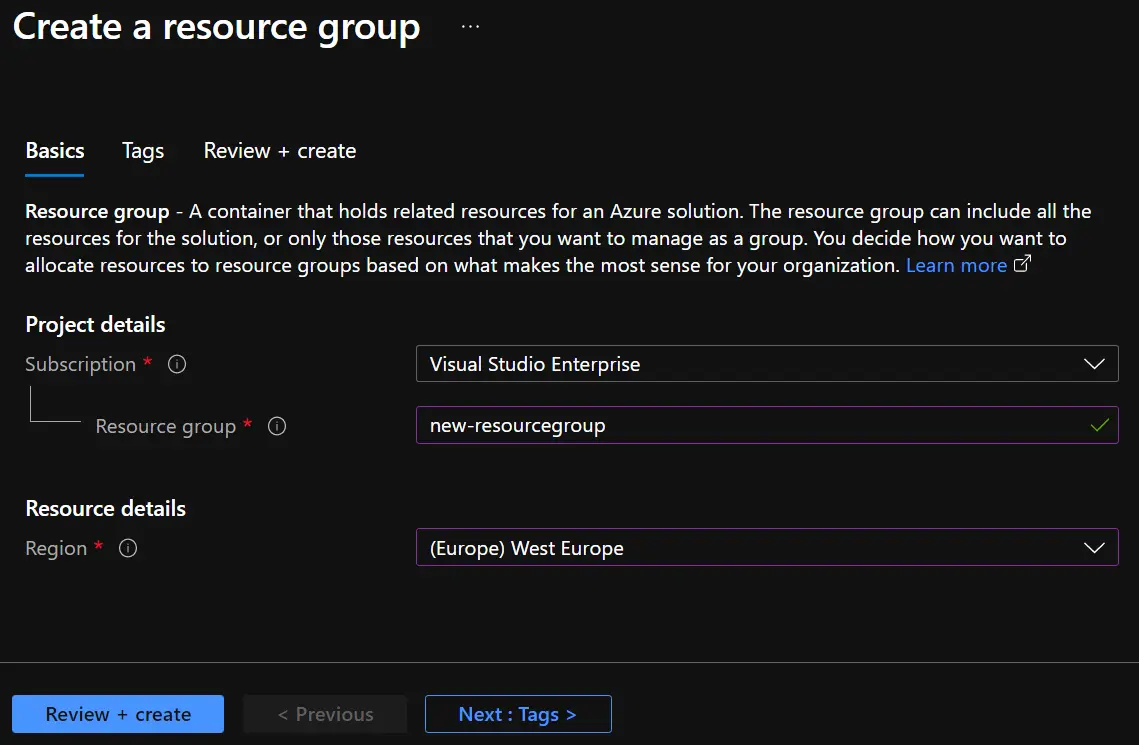 Create a resource group ...
Basics Tags Review + create
Resource group - A container that holds related resources for an Azure solution. The resource group can include all the
resources for the solution, or only those resources that you want to manage as a group. You decide how you want to
allocate resources to resource groups based on what makes the most sense for your organization. Learn more
Project details
Subscription * Visual Studio Enterprise
Resource group * new-resourcegroup
Resource details
Region * (Europe) West Europe
Review + create < Previous Next : Tags >